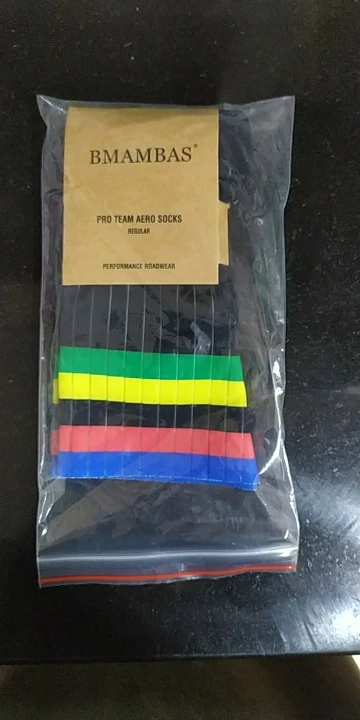 BMAMBAS®
PRO TEAM AERO SOCKS
REGULAR
PERFORMANCE ROADWEAR